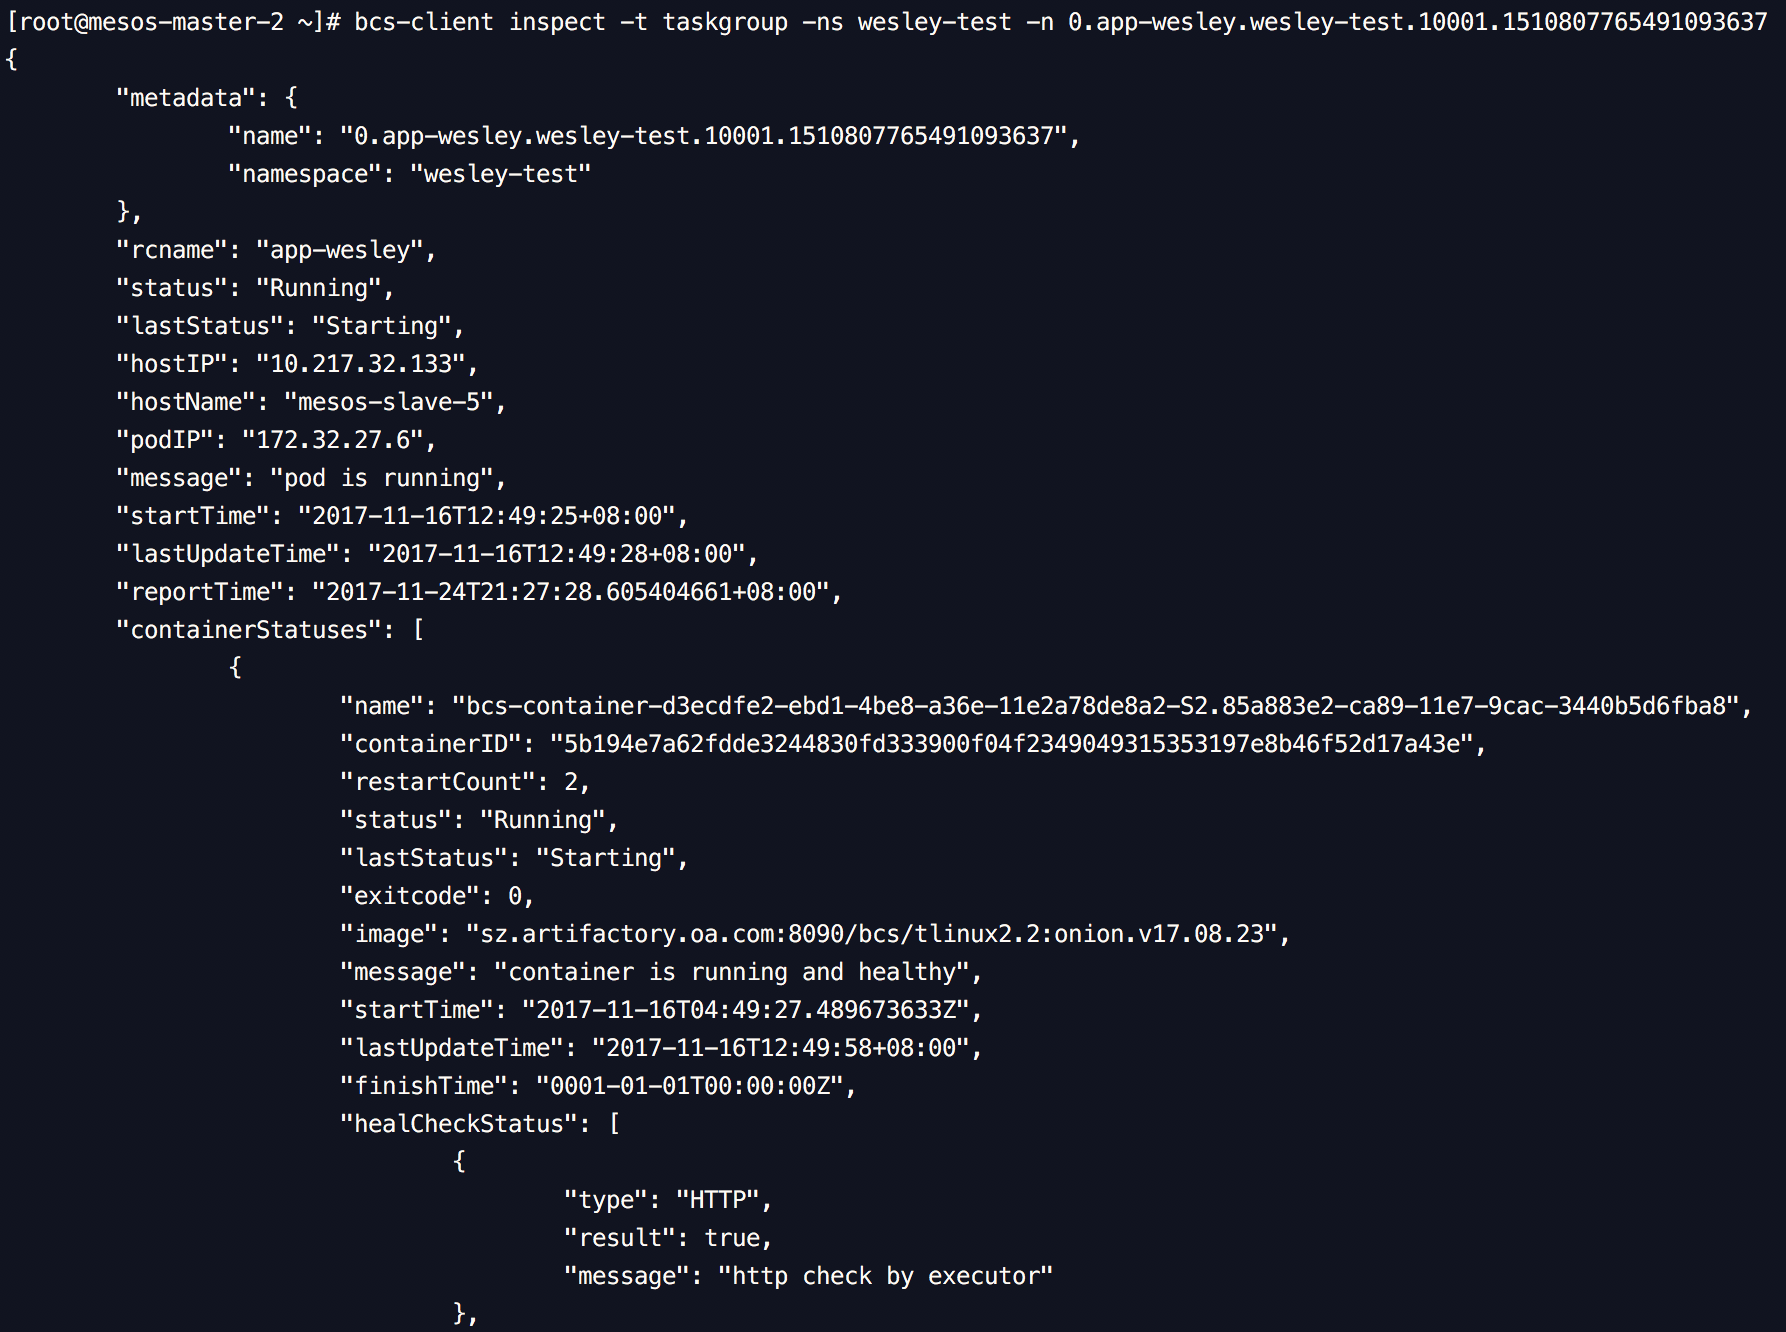 [root@mesos-master-2 ~]# bcs-client inspect -t taskgroup -ns wesley-test -n 0.app-wesley.wesley-test.10001.1510807765491093637
{
"metadata": {
"name": "0.app-wesley.wesley-test.10001.1510807765491093637",
"namespace": "wesley-test"
},
"rcname": "app-wesley",
"status": "Running",
"lastStatus": "Starting",
"hostIP": "10.217.32.133",
"hostName": "mesos-slave-5",
"podIP": "172.32.27.6",
"message": "pod is running",
"startTime": "2017-11-16T12:49:25+08:00",
"lastUpdateTime": "2017-11-16T12:49:28+08:00",
"reportTime": "2017-11-24T21:27:28.605404661+08:00",
"containerStatuses": [
{
"name": "bcs-container-d3ecdfe2-ebd1-4be8-a36e-11e2a78de8a2-S2.85a883e2-ca89-11e7-9cac-3440b5d6fba8",
"containerID": "5b194e7a62fdde3244830fd333900f04f2349049315353197e8b46f52d17a43e",
"restartCount": 2,
"status": "Running",
"lastStatus": "Starting",
"exitcode": 0,
"image": "sz.artifactory.oa.com:8090/bcs/tlinux2.2:onion.v17.08.23",
"message": "container is running and healthy",
"startTime": "2017-11-16T04:49:27.489673633Z",
"lastUpdateTime": "2017-11-16T12:49:58+08:00",
"finishTime": "0001-01-01T00:00:00Z",
"healCheckStatus": [
{
"type": "HTTP",
"result": true,
"message": "http check by executor"
},